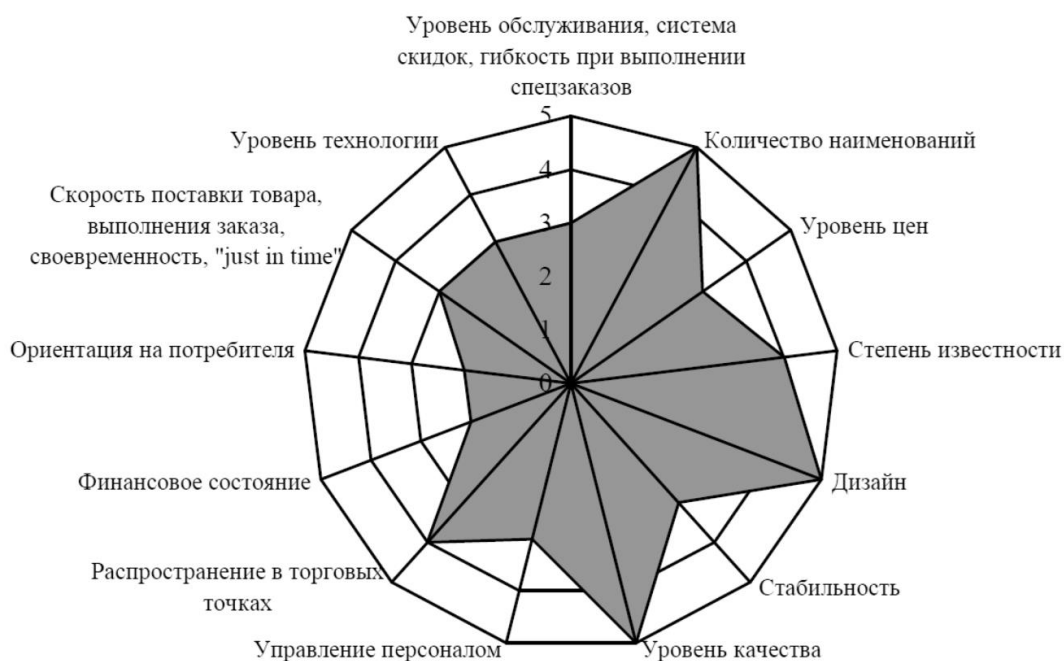 Уровень обслуживания, система
скидок, гибкость при выполнении
спецзаказов
5
Уровень технологии
Количество наименований
4
Скорость поставки товара,
выполнения заказа,
своевременность, "just in time"
3
Уровень цен
2
1
Ориентация на потребителя
Степень известности
0
Финансовое состояние
Дизайн
Распространение в торговых
точках
Стабильность
Управление персоналом
Уровень качества